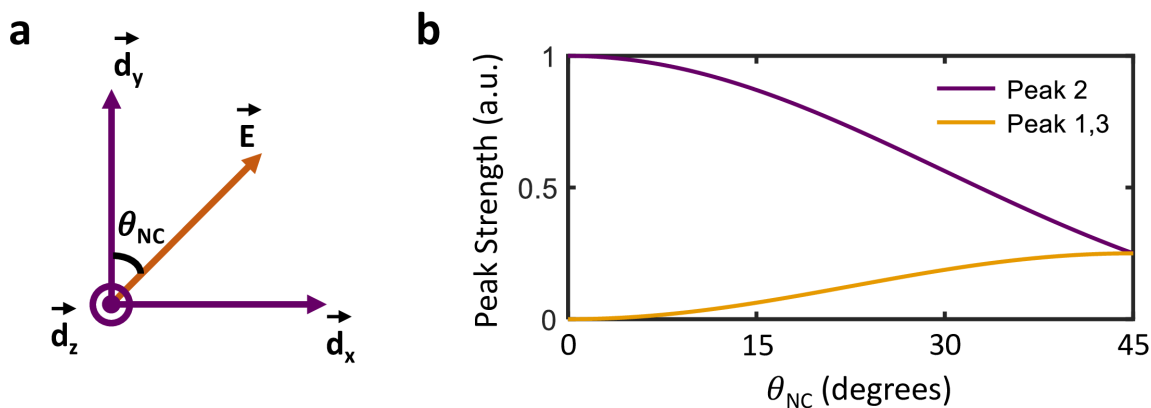 a
d_y
E
θ_NC
d_z
d_x
b
Peak Strength (a.u.)
1
0.5
0
Peak 2
Peak 1,3
0 15 30 45
θ_NC (degrees)